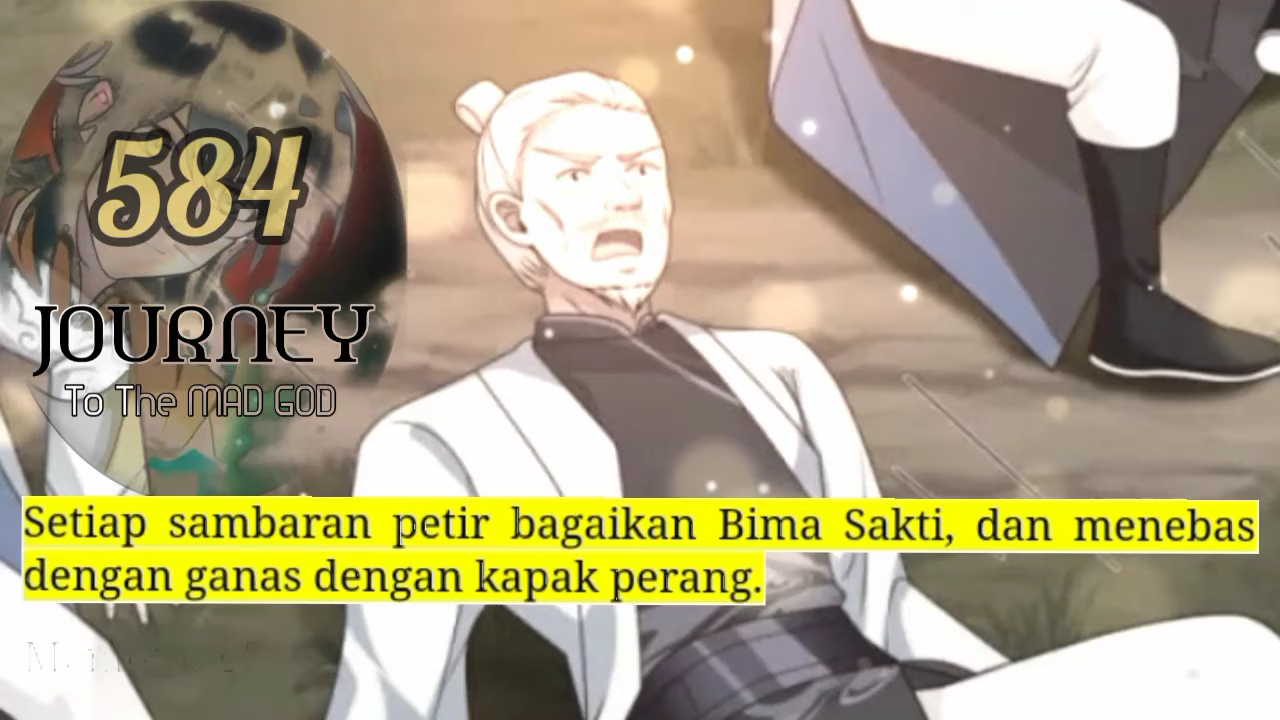 584
JOURNEY
To The MAD GOD
Setiap sambaran petir bagaikan Bima Sakti, dan menebas
dengan ganas dengan kapak perang.